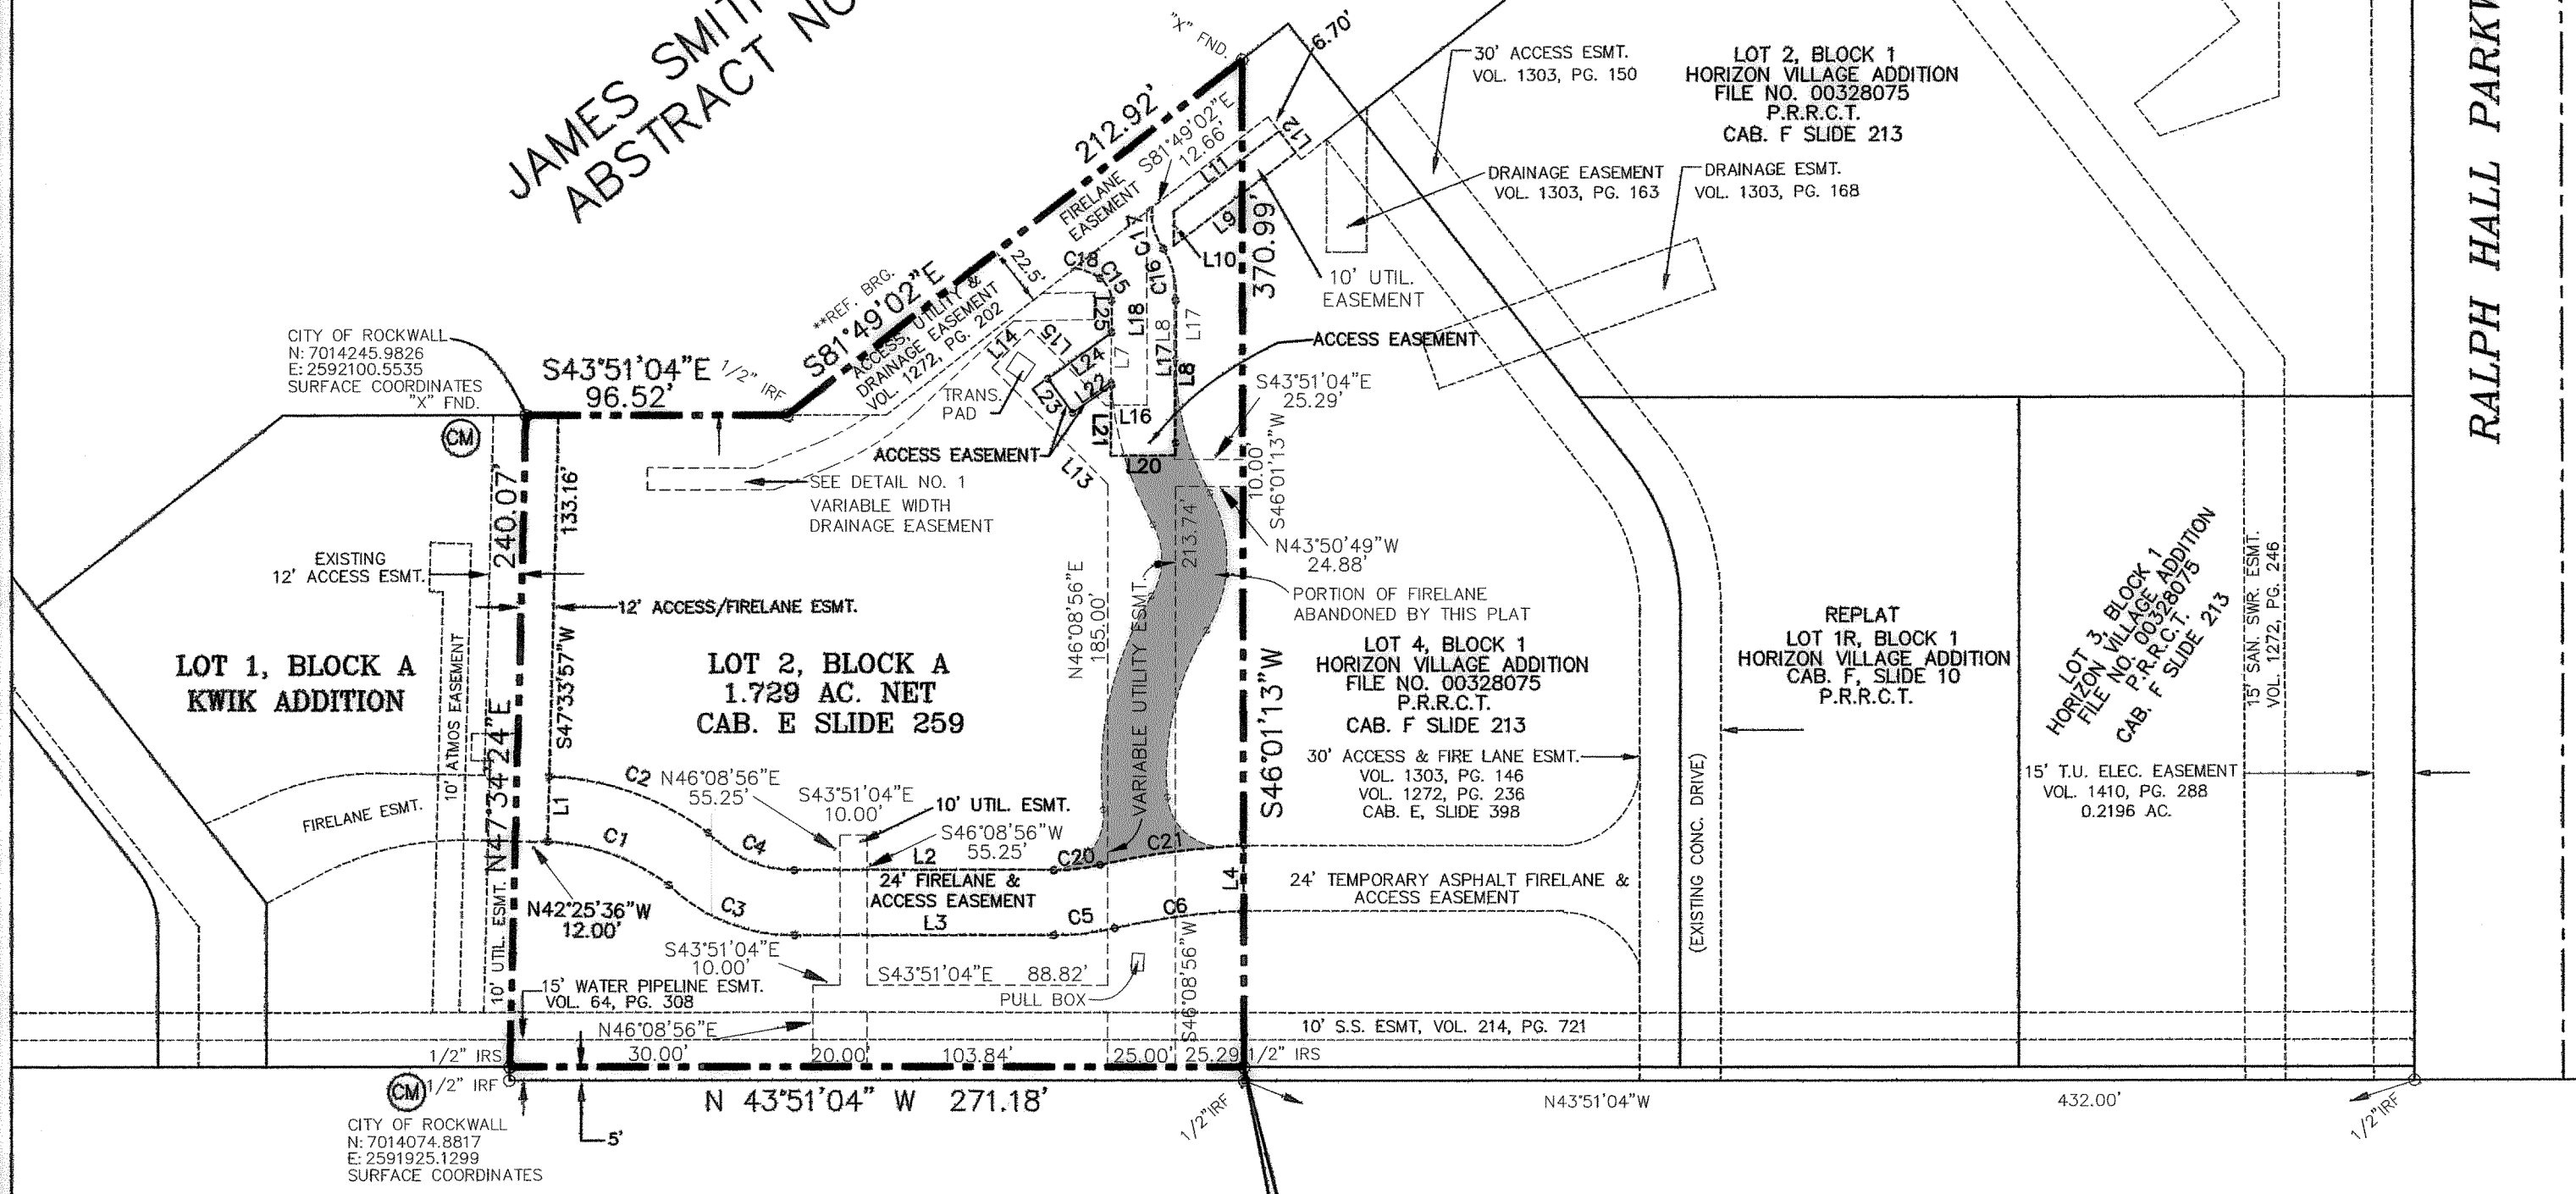 JAMES SMITH
ABSTRACT NO
"X" FND.
6.70'
30' ACCESS ESMT.
VOL. 1303, PG. 150
LOT 2, BLOCK 1
HORIZON VILLAGE ADDITION
FILE NO. 00328075
P.R.R.C.T.
CAB. F SLIDE 213
RALPH HALL PARKW
212.92'
S81°49'02"E
12.66'
L12
L11
DRAINAGE EASEMENT
VOL. 1303, PG. 163
DRAINAGE ESMT.
VOL. 1303, PG. 168
FIRELANE
EASEMENT
L9
L10
370.99'
C16
C18
C15
22.5'
10' UTIL.
EASEMENT
**REF. BRG.
S81°49'02"E
ACCESS, UTILITY &
DRAINAGE EASEMENT
VOL. 1272, PG. 202
CITY OF ROCKWALL
N: 7014245.9826
E: 2592100.5535
SURFACE COORDINATES
"X" FND.
CM
S43°51'04"E
96.52'
1/2" IRF
L14
L15
L25
L18
L7
L17
L8
L17
L8
L24
L22
L23
L21
L16
L20
L13
TRANS.
PAD
ACCESS EASEMENT
ACCESS EASEMENT
S43°51'04"E
25.29'
10.00'
S46°01'13"W
SEE DETAIL NO. 1
VARIABLE WIDTH
DRAINAGE EASEMENT
240.07'
133.16'
EXISTING
12' ACCESS ESMT.
12' ACCESS/FIRELANE ESMT.
213.74'
N43°50'49"W
24.88'
PORTION OF FIRELANE
ABANDONED BY THIS PLAT
N46°08'56"E
185.00'
VARIABLE UTILITY ESMT.
LOT 1, BLOCK A
KWIK ADDITION
10' ATMOS EASEMENT
S47°33'57"W
N47°34'24"E
LOT 2, BLOCK A
1.729 AC. NET
CAB. E SLIDE 259
S46°01'13"W
LOT 4, BLOCK 1
HORIZON VILLAGE ADDITION
FILE NO. 00328075
P.R.R.C.T.
CAB. F SLIDE 213
30' ACCESS & FIRE LANE ESMT.
VOL. 1303, PG. 146
VOL. 1272, PG. 236
CAB. E, SLIDE 398
REPLAT
LOT 1R, BLOCK 1
HORIZON VILLAGE ADDITION
CAB. F, SLIDE 10
P.R.R.C.T.
LOT 3, BLOCK 1
HORIZON VILLAGE ADDITION
FILE NO. 00328075
P.R.R.C.T.
CAB. F SLIDE 213
15' SAN. SWR. ESMT.
VOL. 1272, PG. 246
15' T.U. ELEC. EASEMENT
VOL. 1410, PG. 288
0.2196 AC.
(EXISTING CONC. DRIVE)
FIRELANE ESMT.
L1
C2
C1
C4
C3
N46°08'56"E
55.25'
S43°51'04"E
10.00'
10' UTIL. ESMT.
S46°08'56"W
55.25'
L2
24' FIRELANE &
ACCESS EASEMENT
L3
C20
C21
C5
C6
L4
24' TEMPORARY ASPHALT FIRELANE &
ACCESS EASEMENT
N42°25'36"W
12.00'
10' UTIL. ESMT.
S43°51'04"E
10.00'
S43°51'04"E 88.82'
PULL BOX
S46°08'56"W
15' WATER PIPELINE ESMT.
VOL. 64, PG. 308
N46°08'56"E
10' S.S. ESMT, VOL. 214, PG. 721
1/2" IRS
30.00'
20.00'
103.84'
25.00'
25.29'
1/2" IRS
CM
1/2" IRF
N 43°51'04" W 271.18'
1/2"IRF
N43°51'04"W
432.00'
1/2"IRF
5'
CITY OF ROCKWALL
N: 7014074.8817
E: 2591925.1299
SURFACE COORDINATES